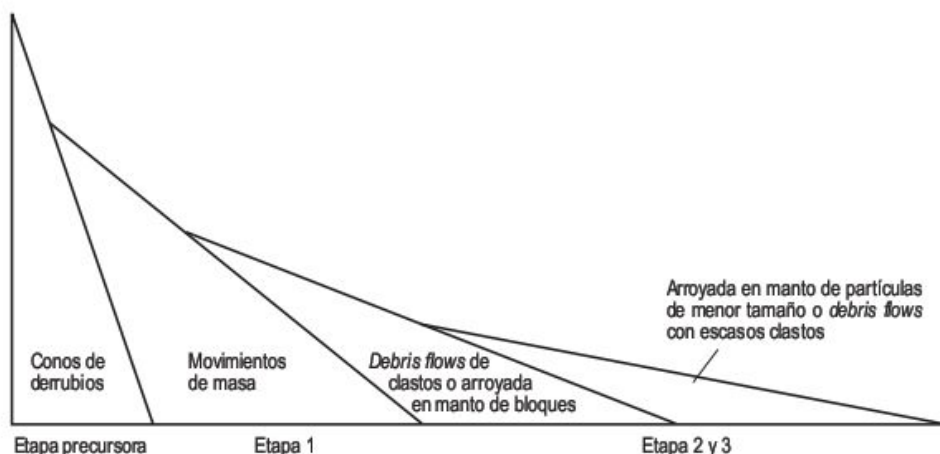 Arroyada en manto de partículas
de menor tamaño o debris flows
con escasos clastos
Conos de
derrubios
Movimientos
de masa
Debris flows de
clastos o arroyada
en manto de bloques
Etapa precursora
Etapa 1
Etapa 2 y 3